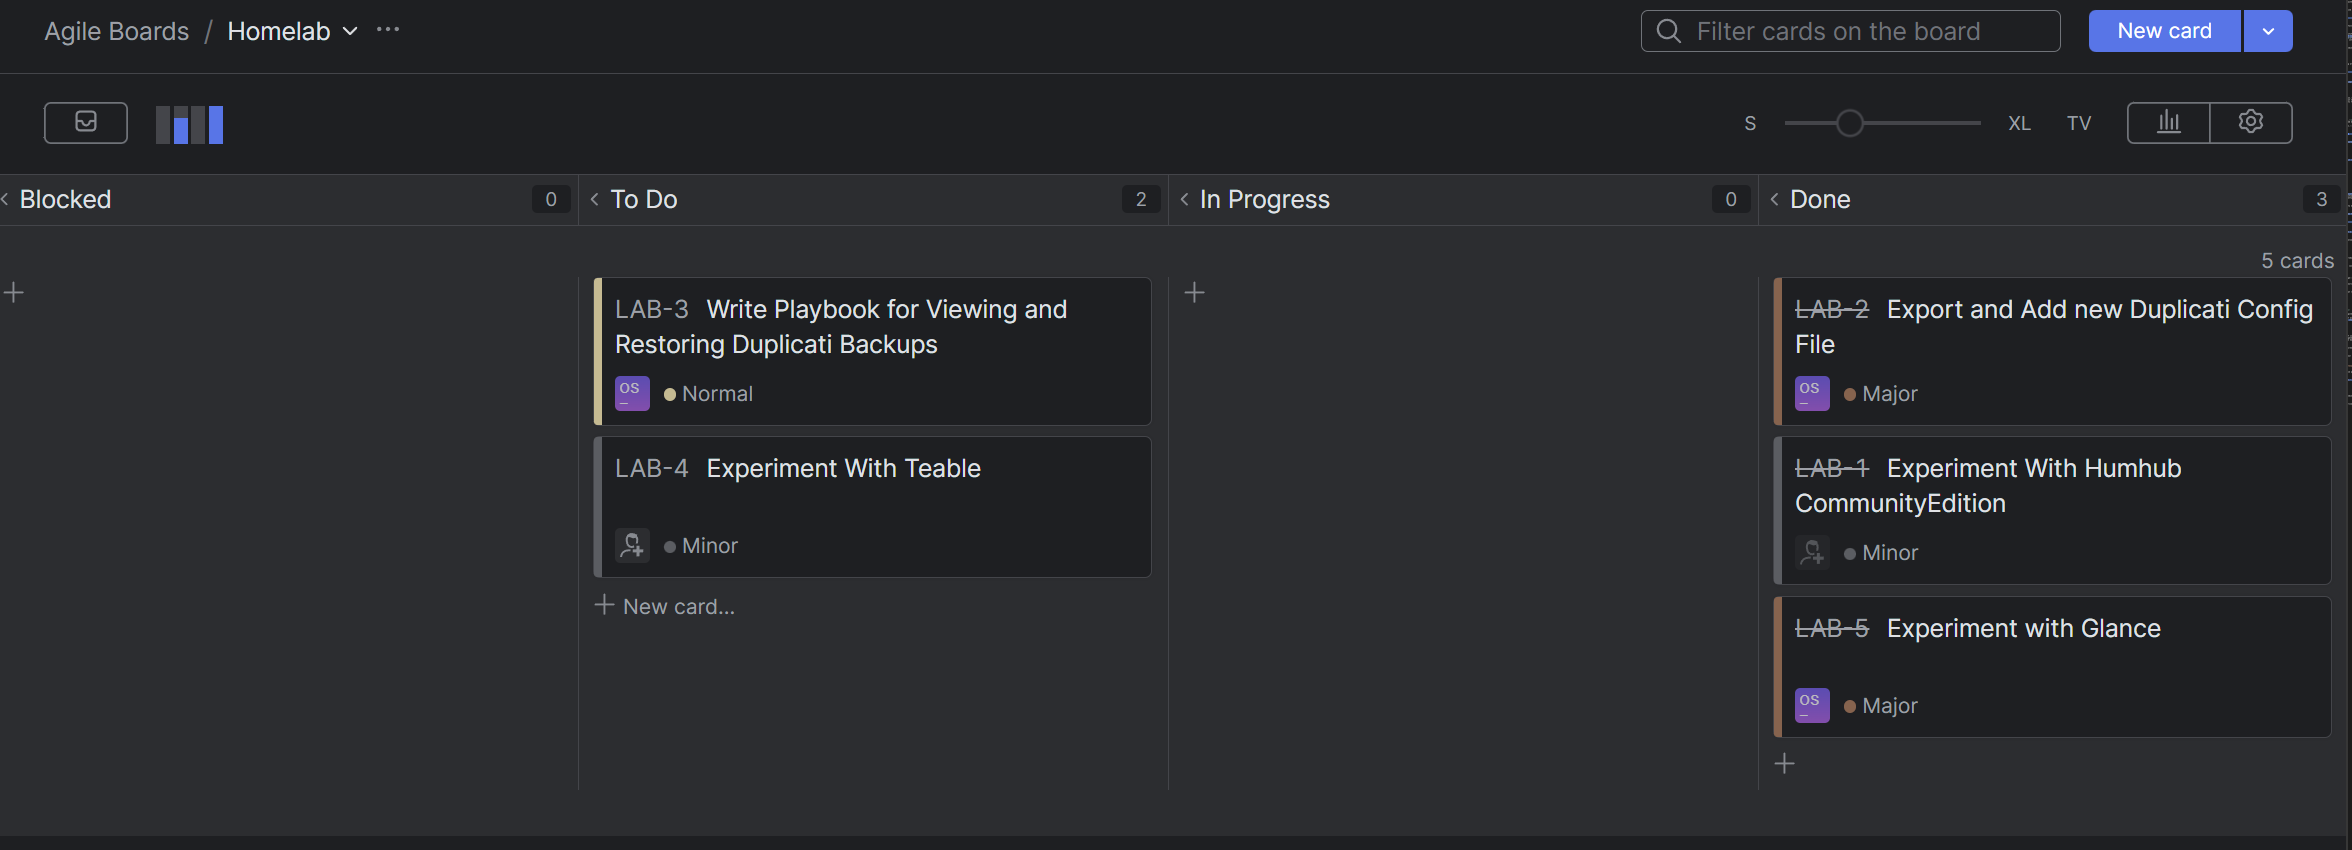 Agile Boards / Homelab ...
Filter cards on the board
New card
S
XL
TV
Blocked 0
To Do 2
In Progress 0
Done 3
5 cards
LAB-3 Write Playbook for Viewing and
Restoring Duplicati Backups
OS
Normal
LAB-4 Experiment With Teable
Minor
New card...
LAB-2 Export and Add new Duplicati Config
File
OS
Major
LAB-1 Experiment With Humhub
CommunityEdition
Minor
LAB-5 Experiment with Glance
OS
Major